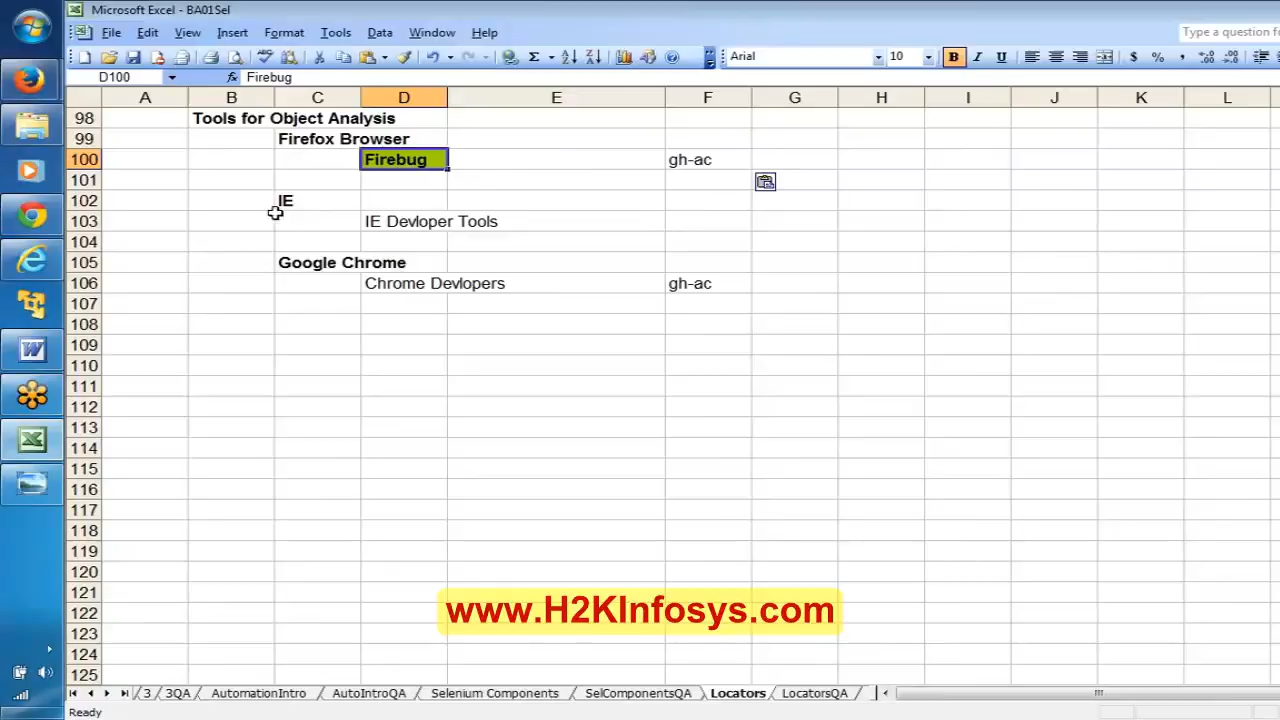 Microsoft Excel - BA01Sel
File Edit View Insert Format Tools Data Window Help
Type a question f
Arial 10 B I U $ %
D100 fx Firebug
A B C D E F G H I J K L
98 Tools for Object Analysis
99 Firefox Browser
100 Firebug gh-ac
101
102 IE
103 IE Devloper Tools
104
105 Google Chrome
106 Chrome Devlopers gh-ac
107
108
109
110
111
112
113
114
115
116
117
118
119
120
121
122
www.H2KInfosys.com
123
124
125
3 3QA AutomationIntro AutoIntroQA Selenium Components SelComponentsQA Locators LocatorsQA
Ready